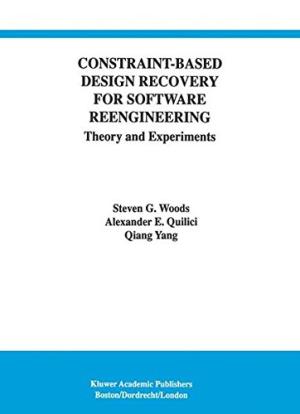 CONSTRAINT-BASED
DESIGN RECOVERY
FOR SOFTWARE
REENGINEERING
Theory and Experiments
Steven G. Woods
Alexander E. Quilici
Qiang Yang
Kluwer Academic Publishers
Boston/Dordrecht/London